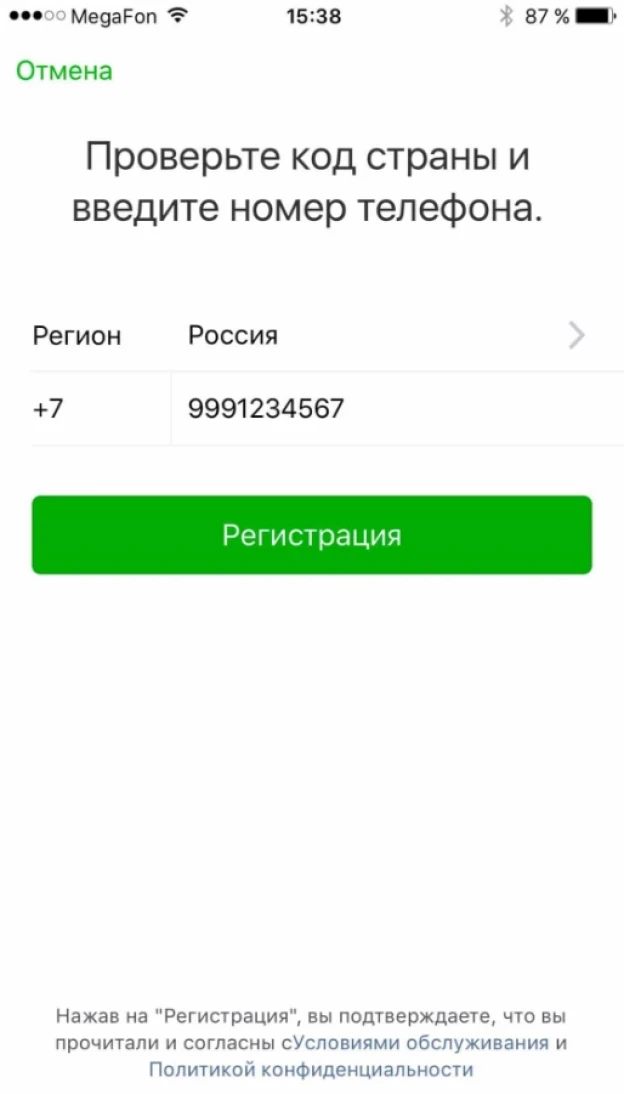 MegaFon 15:38 87 %
Отмена
Проверьте код страны и
введите номер телефона.
Регион Россия
+7 9991234567
Регистрация
Нажав на "Регистрация", вы подтверждаете, что вы
прочитали и согласны сУсловиями обслуживания и
Политикой конфиденциальности